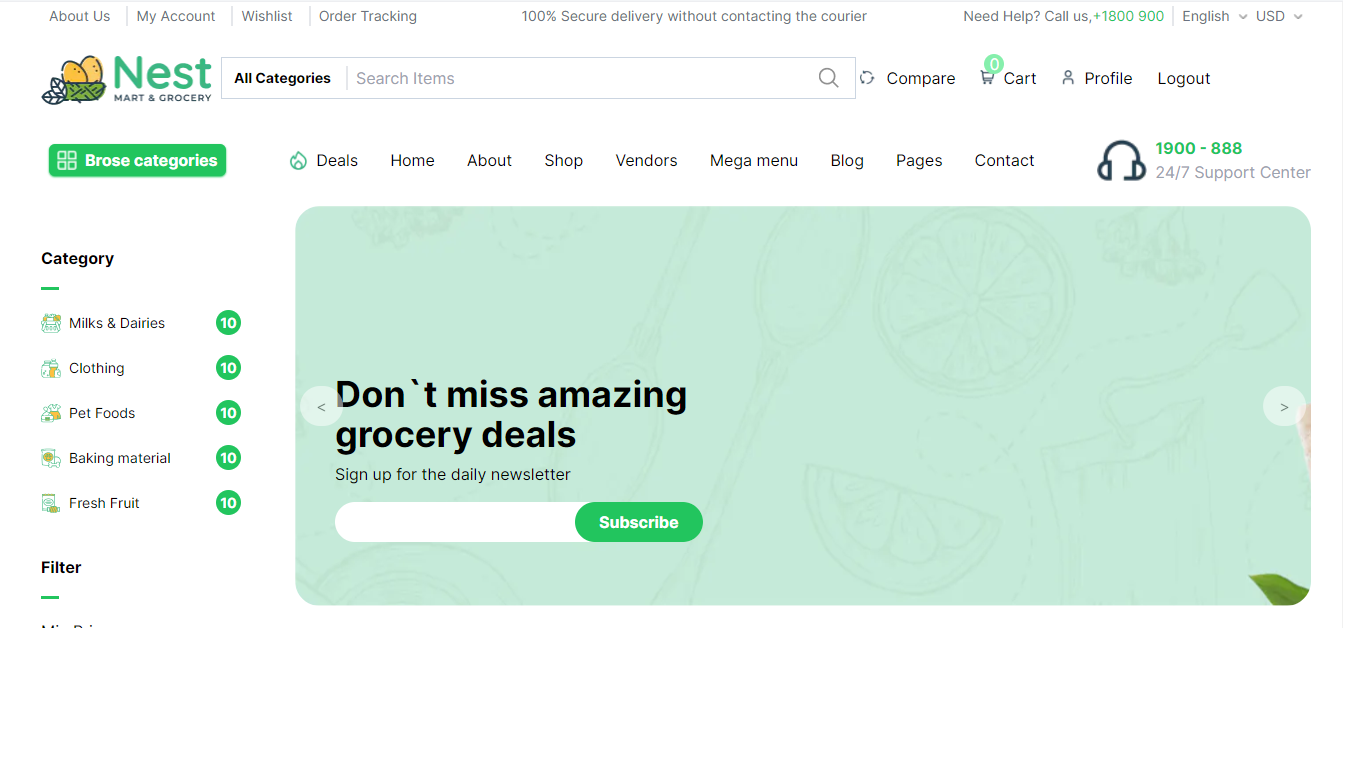 About Us My Account Wishlist Order Tracking 100% Secure delivery without contacting the courier Need Help? Call us,+1800 900 English USD
Nest
MART & GROCERY
All Categories Search Items Compare 0 Cart Profile Logout
Brose categories Deals Home About Shop Vendors Mega menu Blog Pages Contact
1900 - 888
24/7 Support Center
Category
Milks & Dairies 10
Clothing 10
Pet Foods 10
Baking material 10
Fresh Fruit 10
Filter
< Don`t miss amazing >
grocery deals
Sign up for the daily newsletter
Subscribe